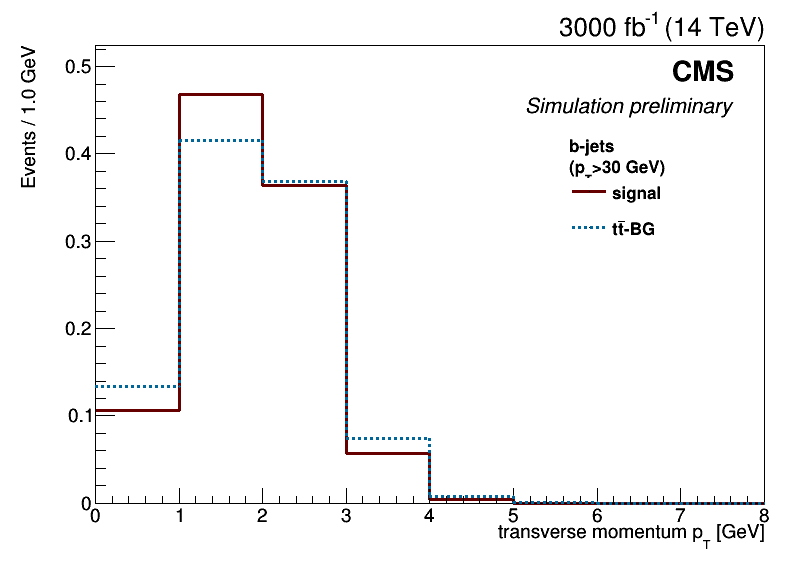 3000 fb⁻¹ (14 TeV)
Events / 1.0 GeV
CMS
Simulation preliminary
b-jets
(p_T>30 GeV)
signal
tt̄-BG
0.5
0.4
0.3
0.2
0.1
0
0 1 2 3 4 5 6 7 8
transverse momentum p_T [GeV]